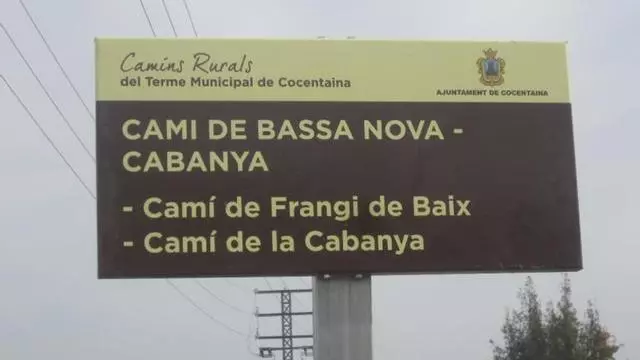 Camins Rurals
del Terme Municipal de Cocentaina
AJUNTAMENT DE COCENTAINA
CAMI DE BASSA NOVA -
CABANYA
- Camí de Frangi de Baix
- Camí de la Cabanya